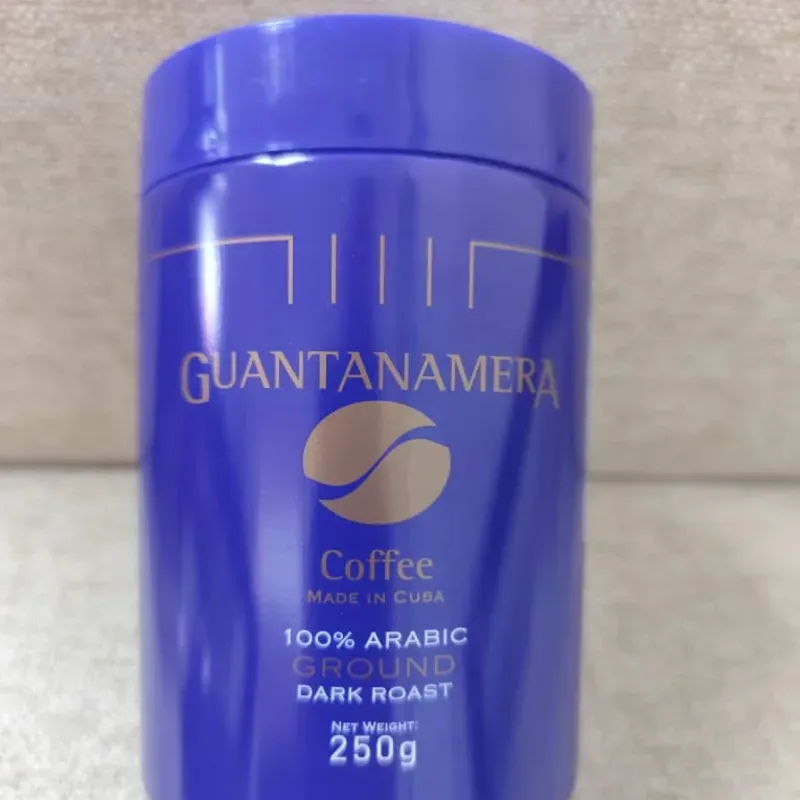 GUANTANAMERA
Coffee
MADE IN CUBA
100% ARABIC
GROUND
DARK ROAST
NET WEIGHT:
250g